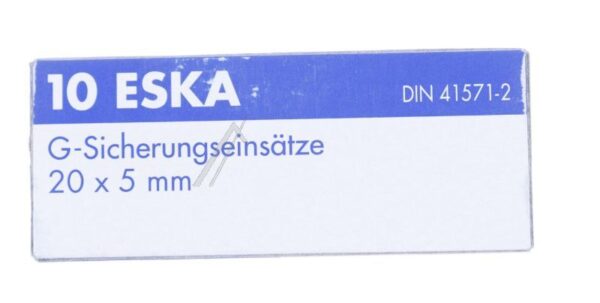 10 ESKA DIN 41571-2
G-Sicherungseinsätze
20 x 5 mm